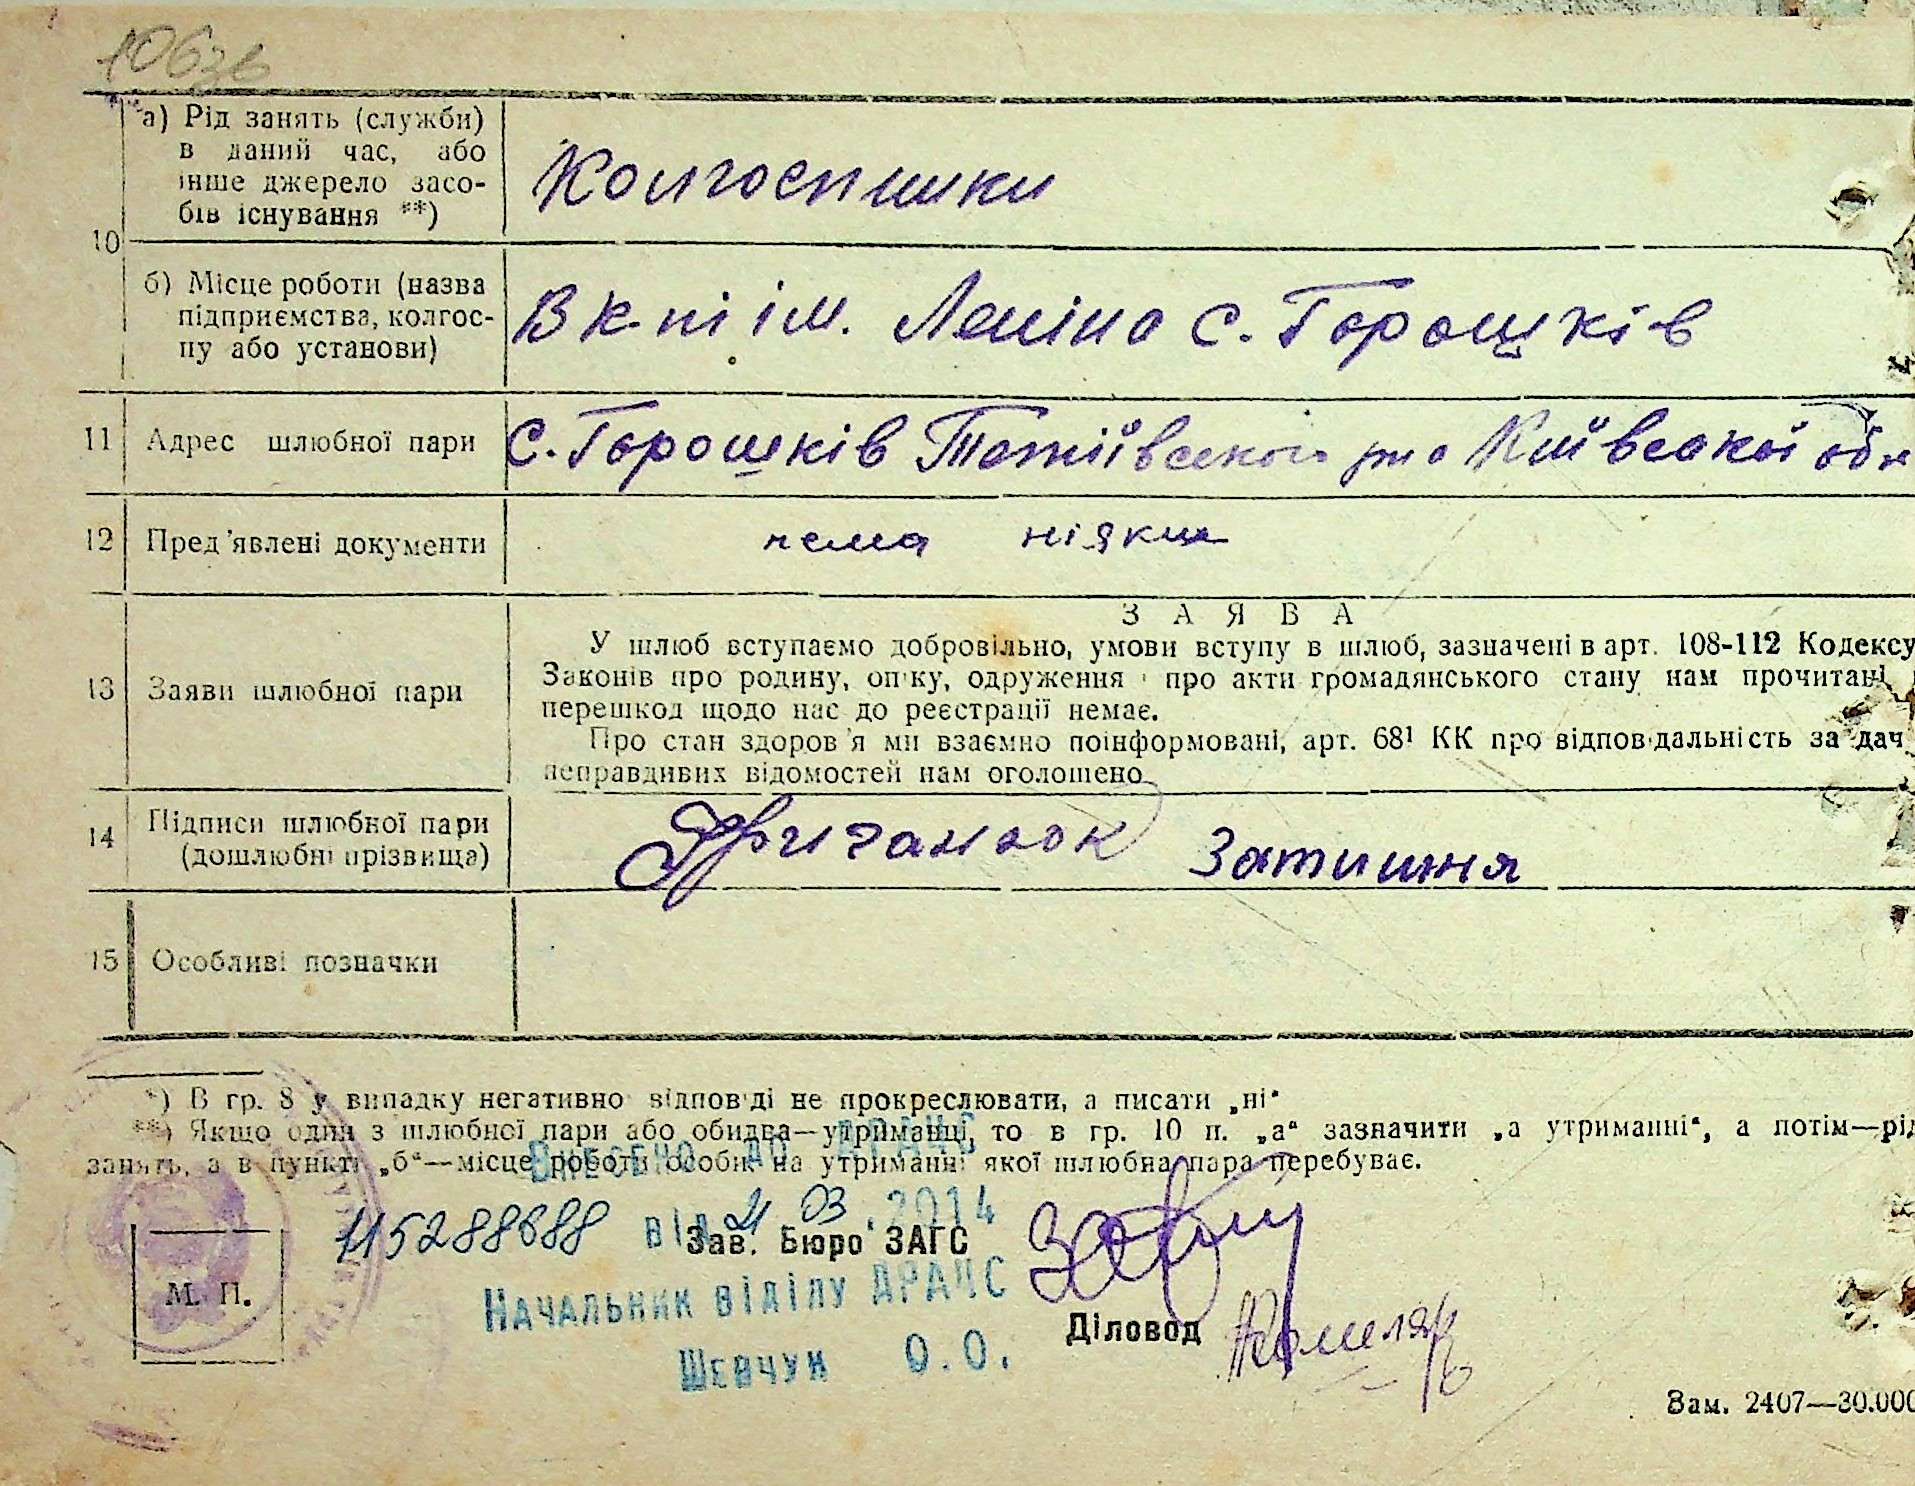 1063в
а) Рід занять (служби)
в даний час, або
інше джерело засо-
бів існування **)
Колгоспники
10
б) Місце роботи (назва
підприємства, колгос-
пу або установи)
В к-пі ім. Леніна с. Горошків
11 Адрес шлюбної пари с. Горошків Тетіївського р-на Київської обл
12 Пред'явлені документи нема ніяких
13 Заяви шлюбної пари
ЗАЯВА
У шлюб вступаємо добровільно, умови вступу в шлюб, зазначені в арт. 108-112 Кодексу
Законів про родину, опіку, одруження і про акти громадянського стану нам прочитані
перешкод щодо нас до реєстрації немає.
Про стан здоров'я ми взаємно поінформовані, арт. 68¹ КК про відповідальність за дач
неправдивих відомостей нам оголошено
14 Підписи шлюбної пари
(дошлюбні прізвища)
Затишня
15 Особливі позначки
*) В гр. 8 у випадку негативно відповіді не прокреслювати, а писати „ні“
**) Якщо один з шлюбної пари або обидва—утриманці, то в гр. 10 п. „а“ зазначити „а утриманні“, а потім—рід
занять, а в пункті „б“—місце роботи особи на утриманні якої шлюбна пара перебуває.
Внесено до ДРАЦС
115288688 від 21 03.2014
Зав. Бюро ЗАГС
М. П.
Начальник відділу ДРАЦС
Діловод
Шевчук О.О.
Зам. 2407—30.000